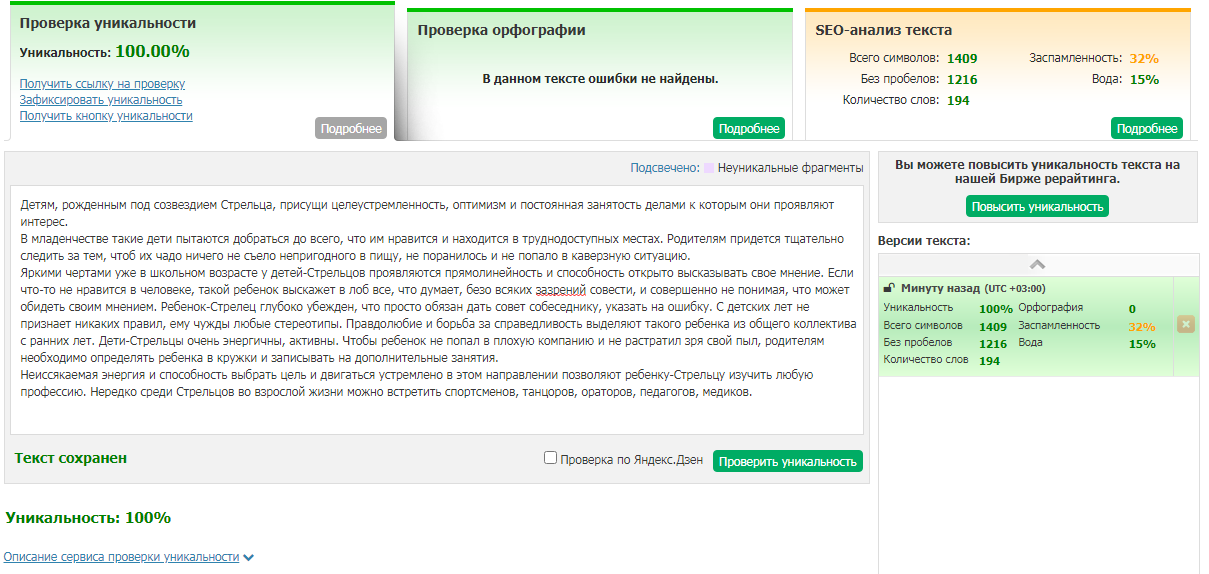 Проверка уникальности
Уникальность: 100.00%
Получить ссылку на проверку
Зафиксировать уникальность
Получить кнопку уникальности
Подробнее
Проверка орфографии
В данном тексте ошибки не найдены.
Подробнее
SEO-анализ текста
Всего символов: 1409 Заспамленность: 32%
Без пробелов: 1216 Вода: 15%
Количество слов: 194
Подробнее
Подсвечено: Неуникальные фрагменты
Детям, рожденным под созвездием Стрельца, присущи целеустремленность, оптимизм и постоянная занятость делами к которым они проявляют
интерес.
В младенчестве такие дети пытаются добраться до всего, что им нравится и находится в труднодоступных местах. Родителям придется тщательно
следить за тем, чтоб их чадо ничего не съело непригодного в пищу, не поранилось и не попало в каверзную ситуацию.
Яркими чертами уже в школьном возрасте у детей-Стрельцов проявляются прямолинейность и способность открыто высказывать свое мнение. Если
что-то не нравится в человеке, такой ребенок выскажет в лоб все, что думает, безо всяких зазрений совести, и совершенно не понимая, что может
обидеть своим мнением. Ребенок-Стрелец глубоко убежден, что просто обязан дать совет собеседнику, указать на ошибку. С детских лет не
признает никаких правил, ему чужды любые стереотипы. Правдолюбие и борьба за справедливость выделяют такого ребенка из общего коллектива
с ранних лет. Дети-Стрельцы очень энергичны, активны. Чтобы ребенок не попал в плохую компанию и не растратил зря свой пыл, родителям
необходимо определять ребенка в кружки и записывать на дополнительные занятия.
Неиссякаемая энергия и способность выбрать цель и двигаться устремлено в этом направлении позволяют ребенку-Стрельцу изучить любую
профессию. Нередко среди Стрельцов во взрослой жизни можно встретить спортсменов, танцоров, ораторов, педагогов, медиков.
Текст сохранен
Проверка по Яндекс.Дзен
Проверить уникальность
Уникальность: 100%
Описание сервиса проверки уникальности
Вы можете повысить уникальность текста на
нашей Бирже рерайтинга.
Повысить уникальность
Версии текста:
Минуту назад (UTC +03:00)
Уникальность 100% Орфография 0
Всего символов 1409 Заспамленность 32%
Без пробелов 1216 Вода 15%
Количество слов 194